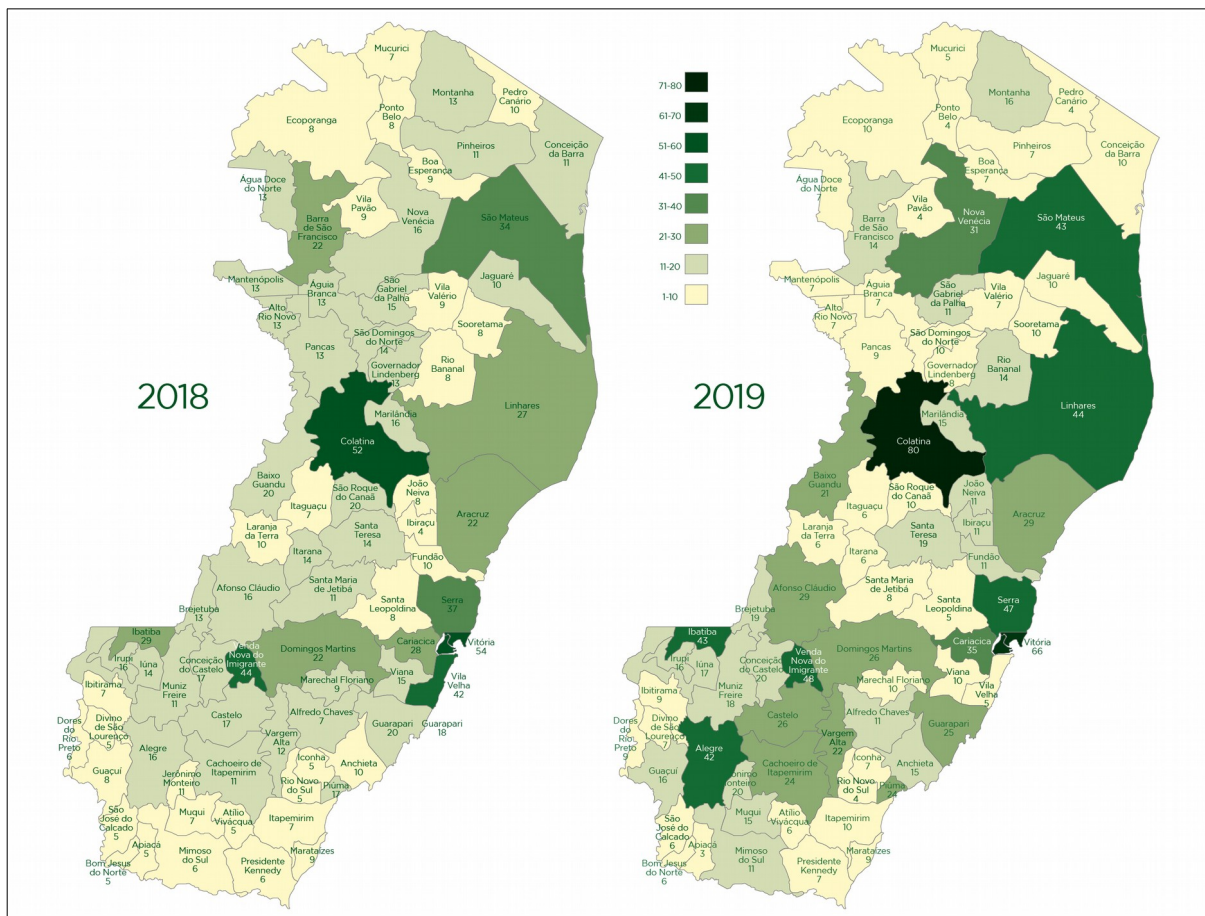 Mucurici
7
Montanha
13
Pedro
Canário
10
Ponto
Belo
8
Ecoporanga
8
Pinheiros
11
Conceição
da Barra
11
Boa
Esperança
9
Água Doce
do Norte
13
Vila
Pavão
9
Barra
de São
Francisco
22
Nova
Venécia
16
São Mateus
34
Mantenópolis
13
Águia
Branca
13
São
Gabriel
da Palha
15
Vila
Valério
9
Jaguaré
10
Alto
Rio Novo
13
Sooretama
8
São Domingos
do Norte
14
Pancas
13
Governador
Lindenberg
13
Rio
Bananal
8
2018
Linhares
27
Marilândia
16
Colatina
52
Baixo
Guandu
20
São Roque
do Canaã
20
João
Neiva
8
Itaguaçu
7
Aracruz
22
Laranja
da Terra
10
Ibiraçu
4
Santa
Teresa
14
Itarana
14
Fundão
10
Afonso Cláudio
16
Santa Maria
de Jetibá
11
Santa
Leopoldina
8
Serra
37
Brejetuba
13
Ibatiba
29
Venda
Nova do
Imigrante
44
Domingos Martins
22
Cariacica
28
Vitória
54
Irupi
16
Iúna
14
Conceição
do Castelo
17
Marechal Floriano
9
Viana
15
Vila
Velha
42
Ibitirama
7
Muniz
Freire
11
Castelo
17
Alfredo Chaves
7
Guarapari
20
Guarapari
18
Dores
do Rio
Preto
6
Divino
de São
Lourenço
5
Alegre
16
Vargem
Alta
12
Guaçuí
8
Jerônimo
Monteiro
11
Cachoeiro de
Itapemirim
11
Iconha
5
Anchieta
10
Rio Novo
do Sul
5
Piúma
17
São
José do
Calçado
5
Muqui
7
Atílio
Vivácqua
5
Itapemirim
7
Apiacá
5
Mimoso
do Sul
6
Presidente
Kennedy
6
Marataízes
9
Bom Jesus
do Norte
5
71-80
61-70
51-60
41-50
31-40
21-30
11-20
1-10
Mucurici
5
Montanha
16
Pedro
Canário
4
Ponto
Belo
4
Ecoporanga
10
Pinheiros
7
Conceição
da Barra
10
Boa
Esperança
7
Água Doce
do Norte
7
Vila
Pavão
4
Barra
de São
Francisco
14
Nova
Venécia
31
São Mateus
43
Mantenópolis
7
Águia
Branca
7
São
Gabriel
da Palha
11
Vila
Valério
7
Jaguaré
10
Alto
Rio Novo
7
Sooretama
10
São Domingos
do Norte
10
Pancas
9
Governador
Lindenberg
8
Rio
Bananal
14
2019
Linhares
44
Marilândia
15
Colatina
80
Baixo
Guandu
21
São Roque
do Canaã
10
João
Neiva
11
Itaguaçu
6
Aracruz
29
Laranja
da Terra
6
Ibiraçu
11
Santa
Teresa
19
Itarana
6
Fundão
11
Afonso Cláudio
29
Santa Maria
de Jetibá
8
Santa
Leopoldina
5
Serra
47
Brejetuba
19
Ibatiba
43
Venda
Nova do
Imigrante
48
Domingos Martins
26
Cariacica
35
Vitória
66
Irupi
16
Iúna
17
Conceição
do Castelo
20
Marechal Floriano
10
Viana
10
Vila
Velha
5
Ibitirama
9
Muniz
Freire
18
Castelo
26
Alfredo Chaves
11
Guarapari
25
Dores
do Rio
Preto
9
Divino
de São
Lourenço
7
Alegre
42
Vargem
Alta
22
Guaçuí
16
onimo
onteiro
20
Cachoeiro de
Itapemirim
24
Iconha
7
Anchieta
15
Rio Novo
do Sul
4
Piúma
24
São
José do
Calçado
6
Muqui
15
Atílio
Vivácqua
6
Itapemirim
10
Apiacá
3
Mimoso
do Sul
11
Presidente
Kennedy
7
Marataízes
9
Bom Jesus
do Norte
6